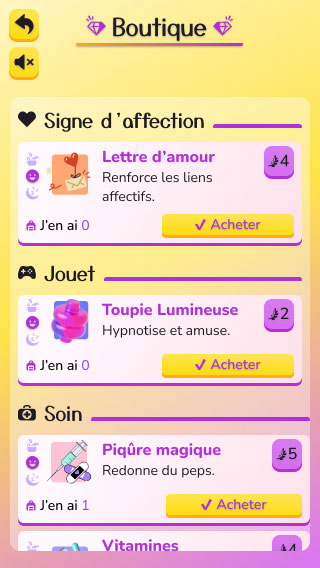 Boutique
Signe d'affection
Lettre d'amour
4
Renforce les liens
affectifs.
J'en ai 0
Acheter
Jouet
Toupie Lumineuse
2
Hypnotise et amuse.
J'en ai 0
Acheter
Soin
Piqûre magique
5
Redonne du peps.
J'en ai 1
Acheter
Vitamines
4